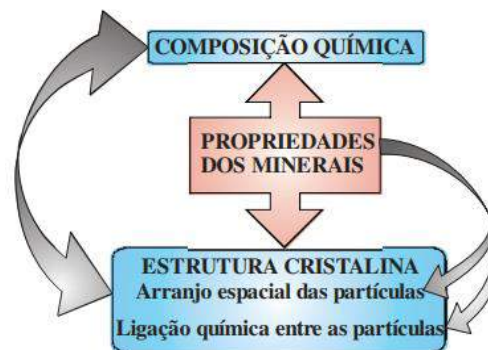 COMPOSIÇÃO QUÍMICA
PROPRIEDADES
DOS MINERAIS
ESTRUTURA CRISTALINA
Arranjo espacial das partículas
Ligação química entre as partículas